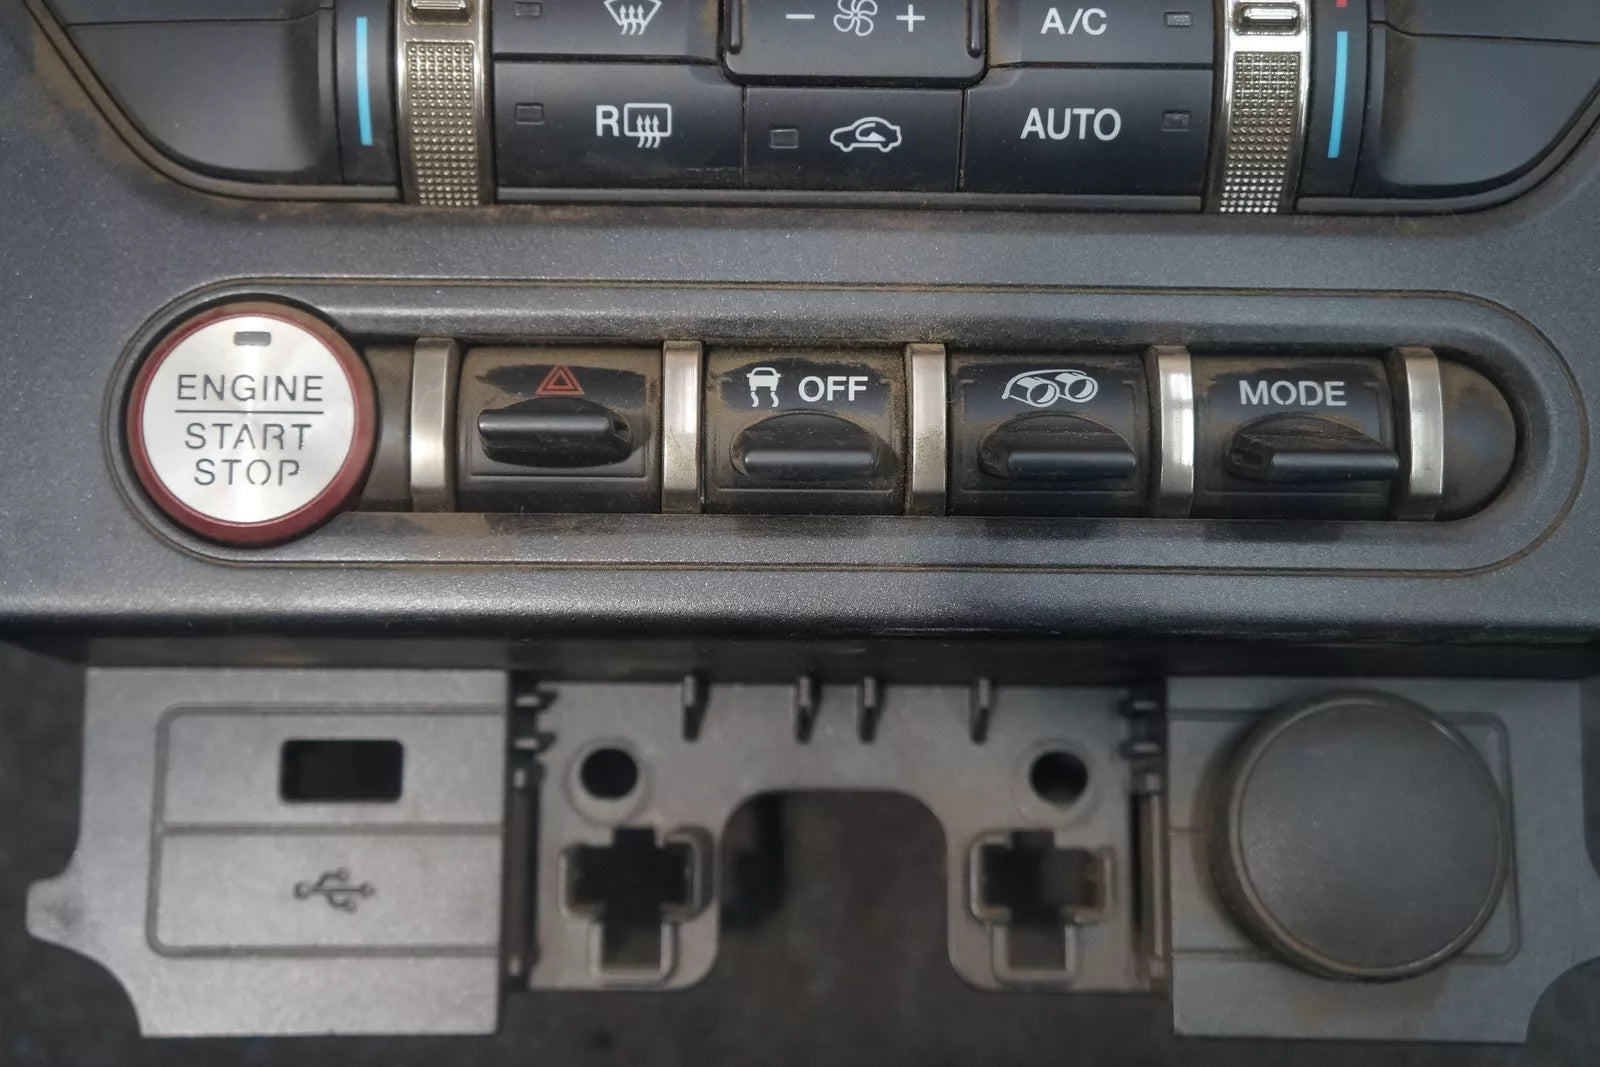 − +
A/C
R
AUTO
ENGINE
START
STOP
OFF
MODE